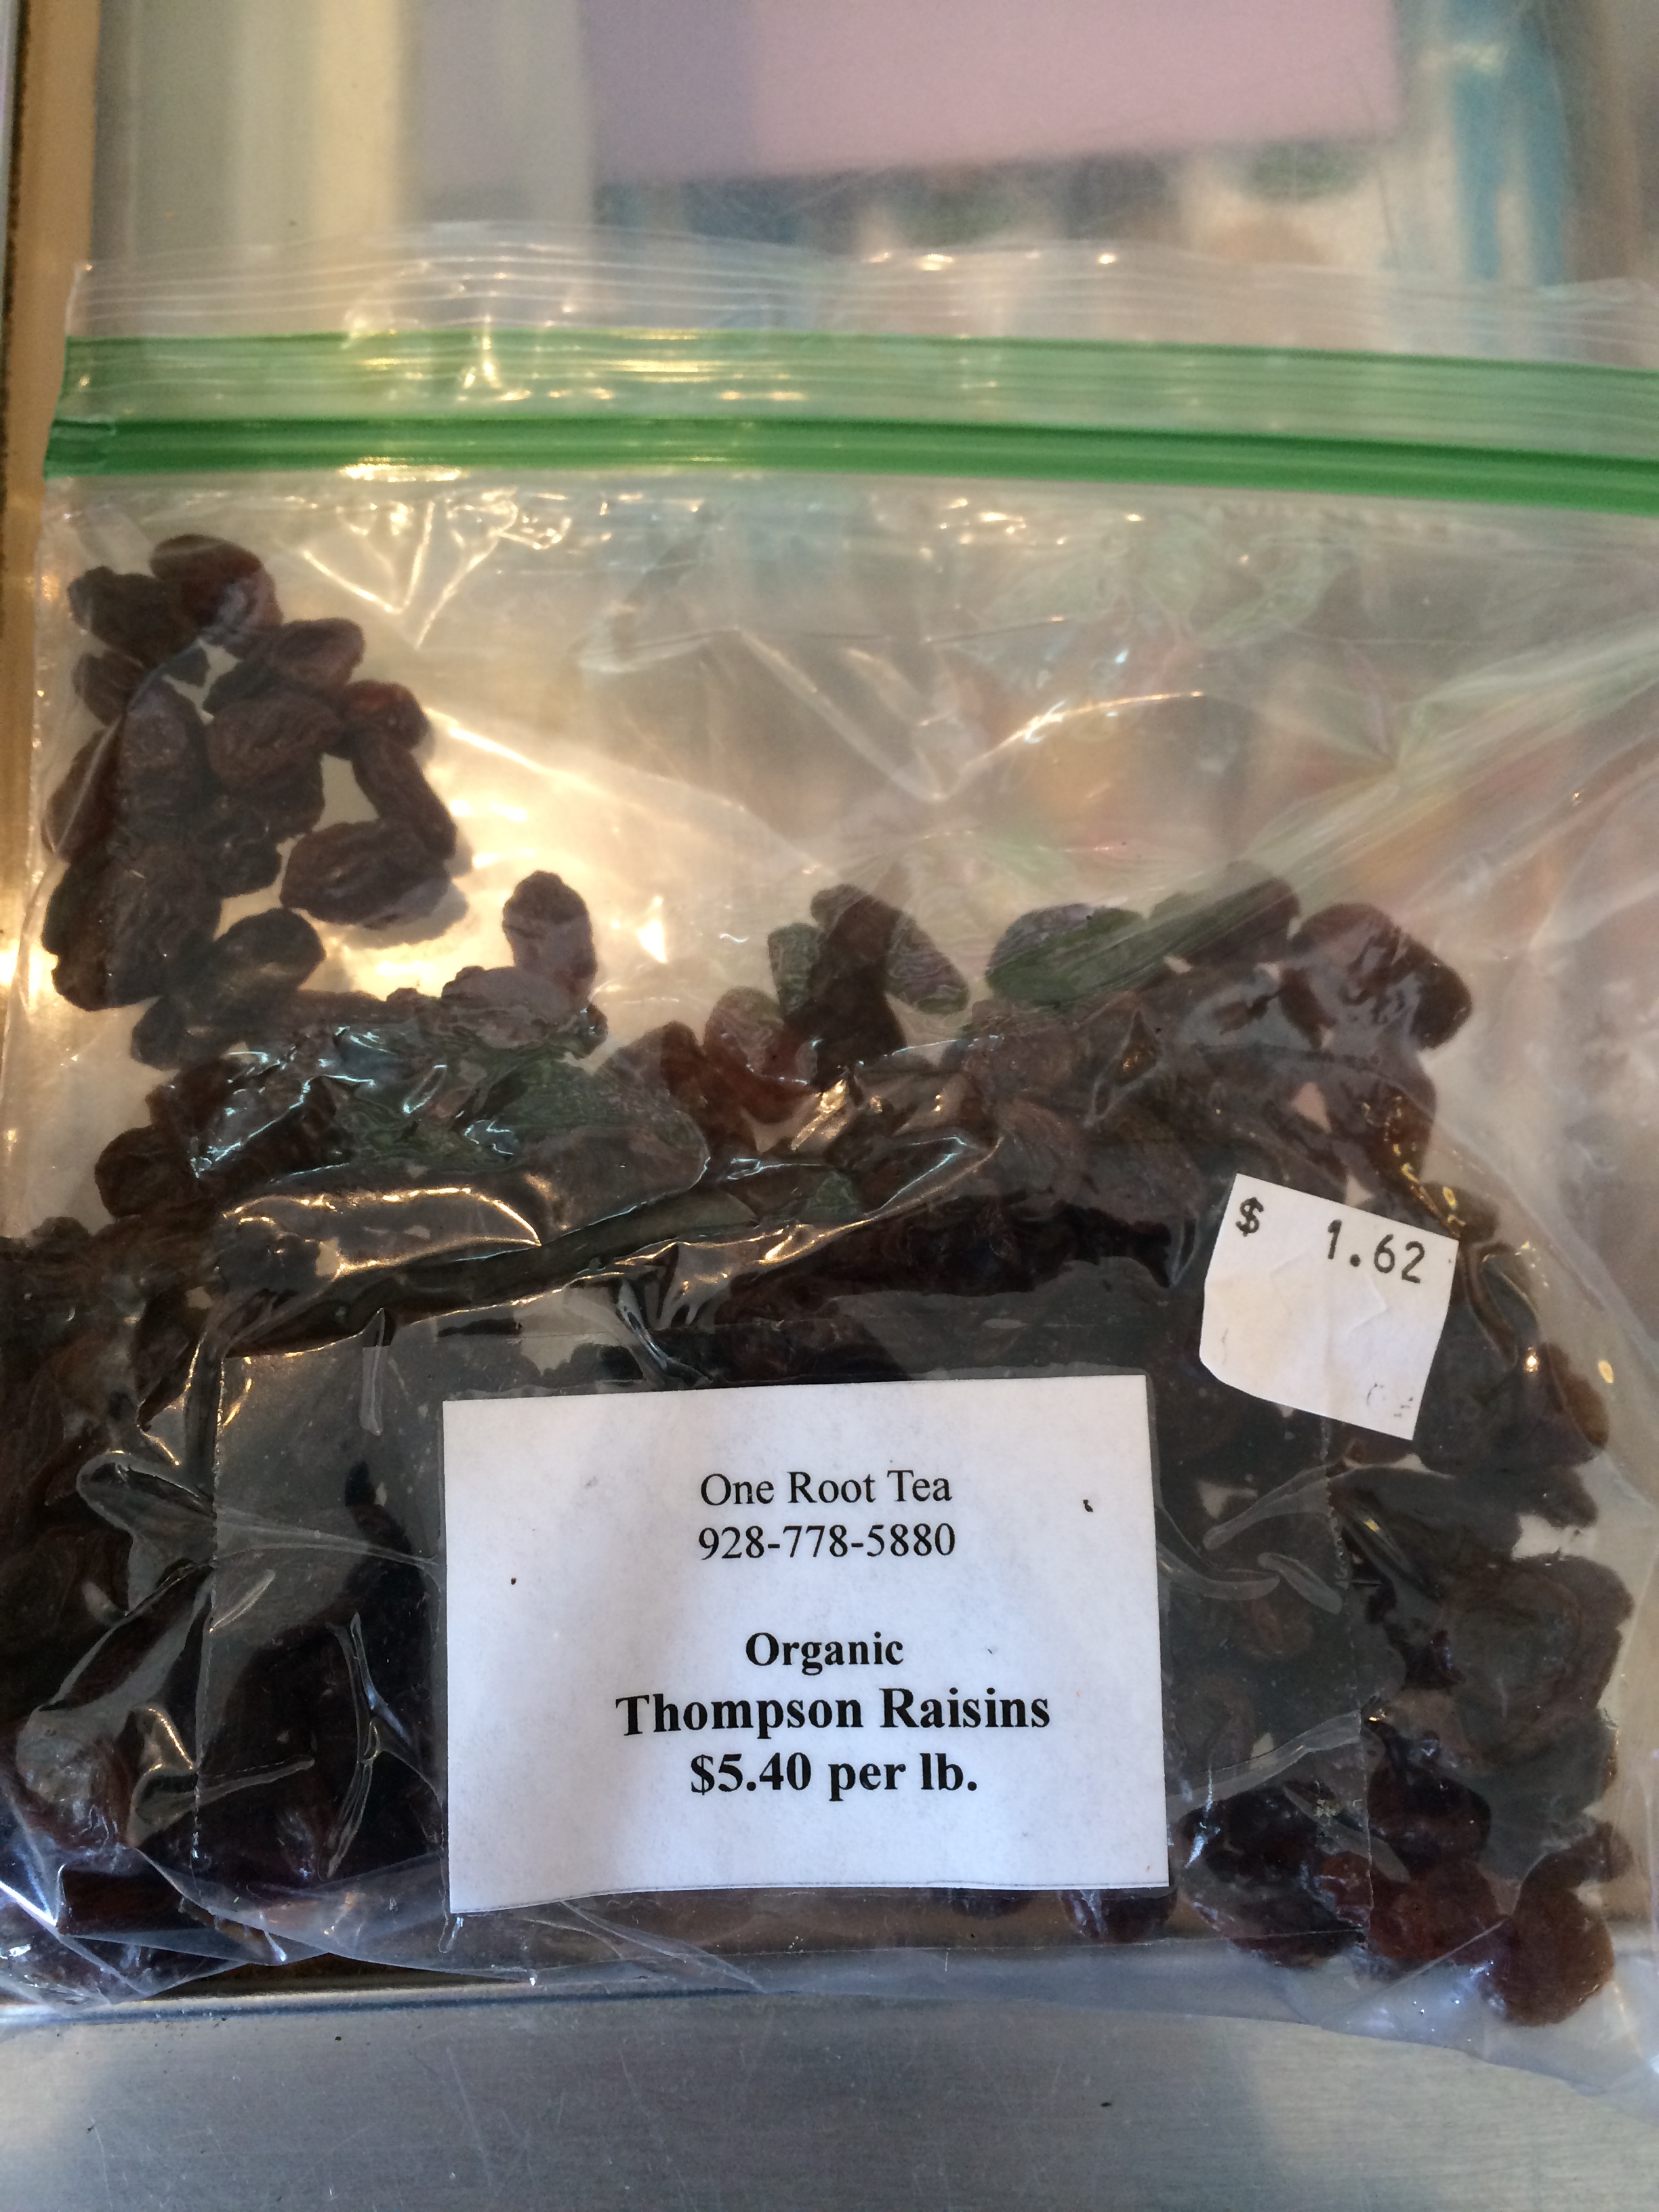 $ 1.62
One Root Tea
928-778-5880
Organic
Thompson Raisins
$5.40 per lb.